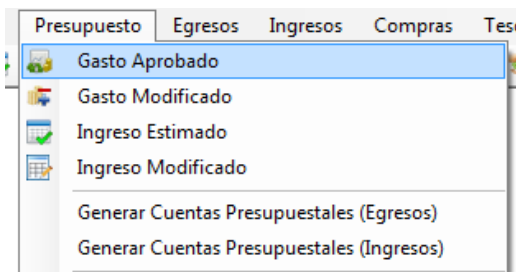 Presupuesto Egresos Ingresos Compras
Gasto Aprobado
Gasto Modificado
Ingreso Estimado
Ingreso Modificado
Generar Cuentas Presupuestales (Egresos)
Generar Cuentas Presupuestales (Ingresos)